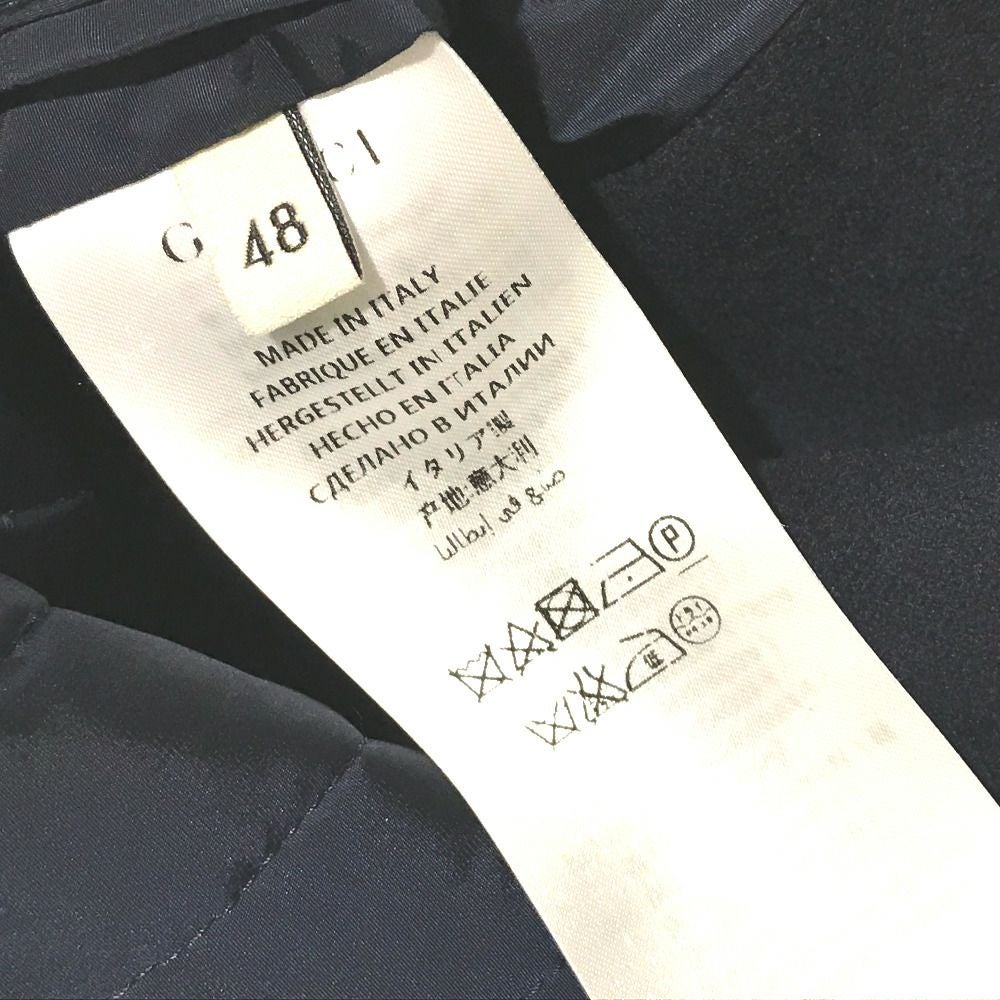 G CI
48
MADE IN ITALY
FABRIQUE EN ITALIE
HERGESTELLT IN ITALIEN
HECHO EN ITALIA
СДЕЛАНО В ИТАЛИИ
イタリア製
产地:意大利
صنع في إيطاليا
P
低